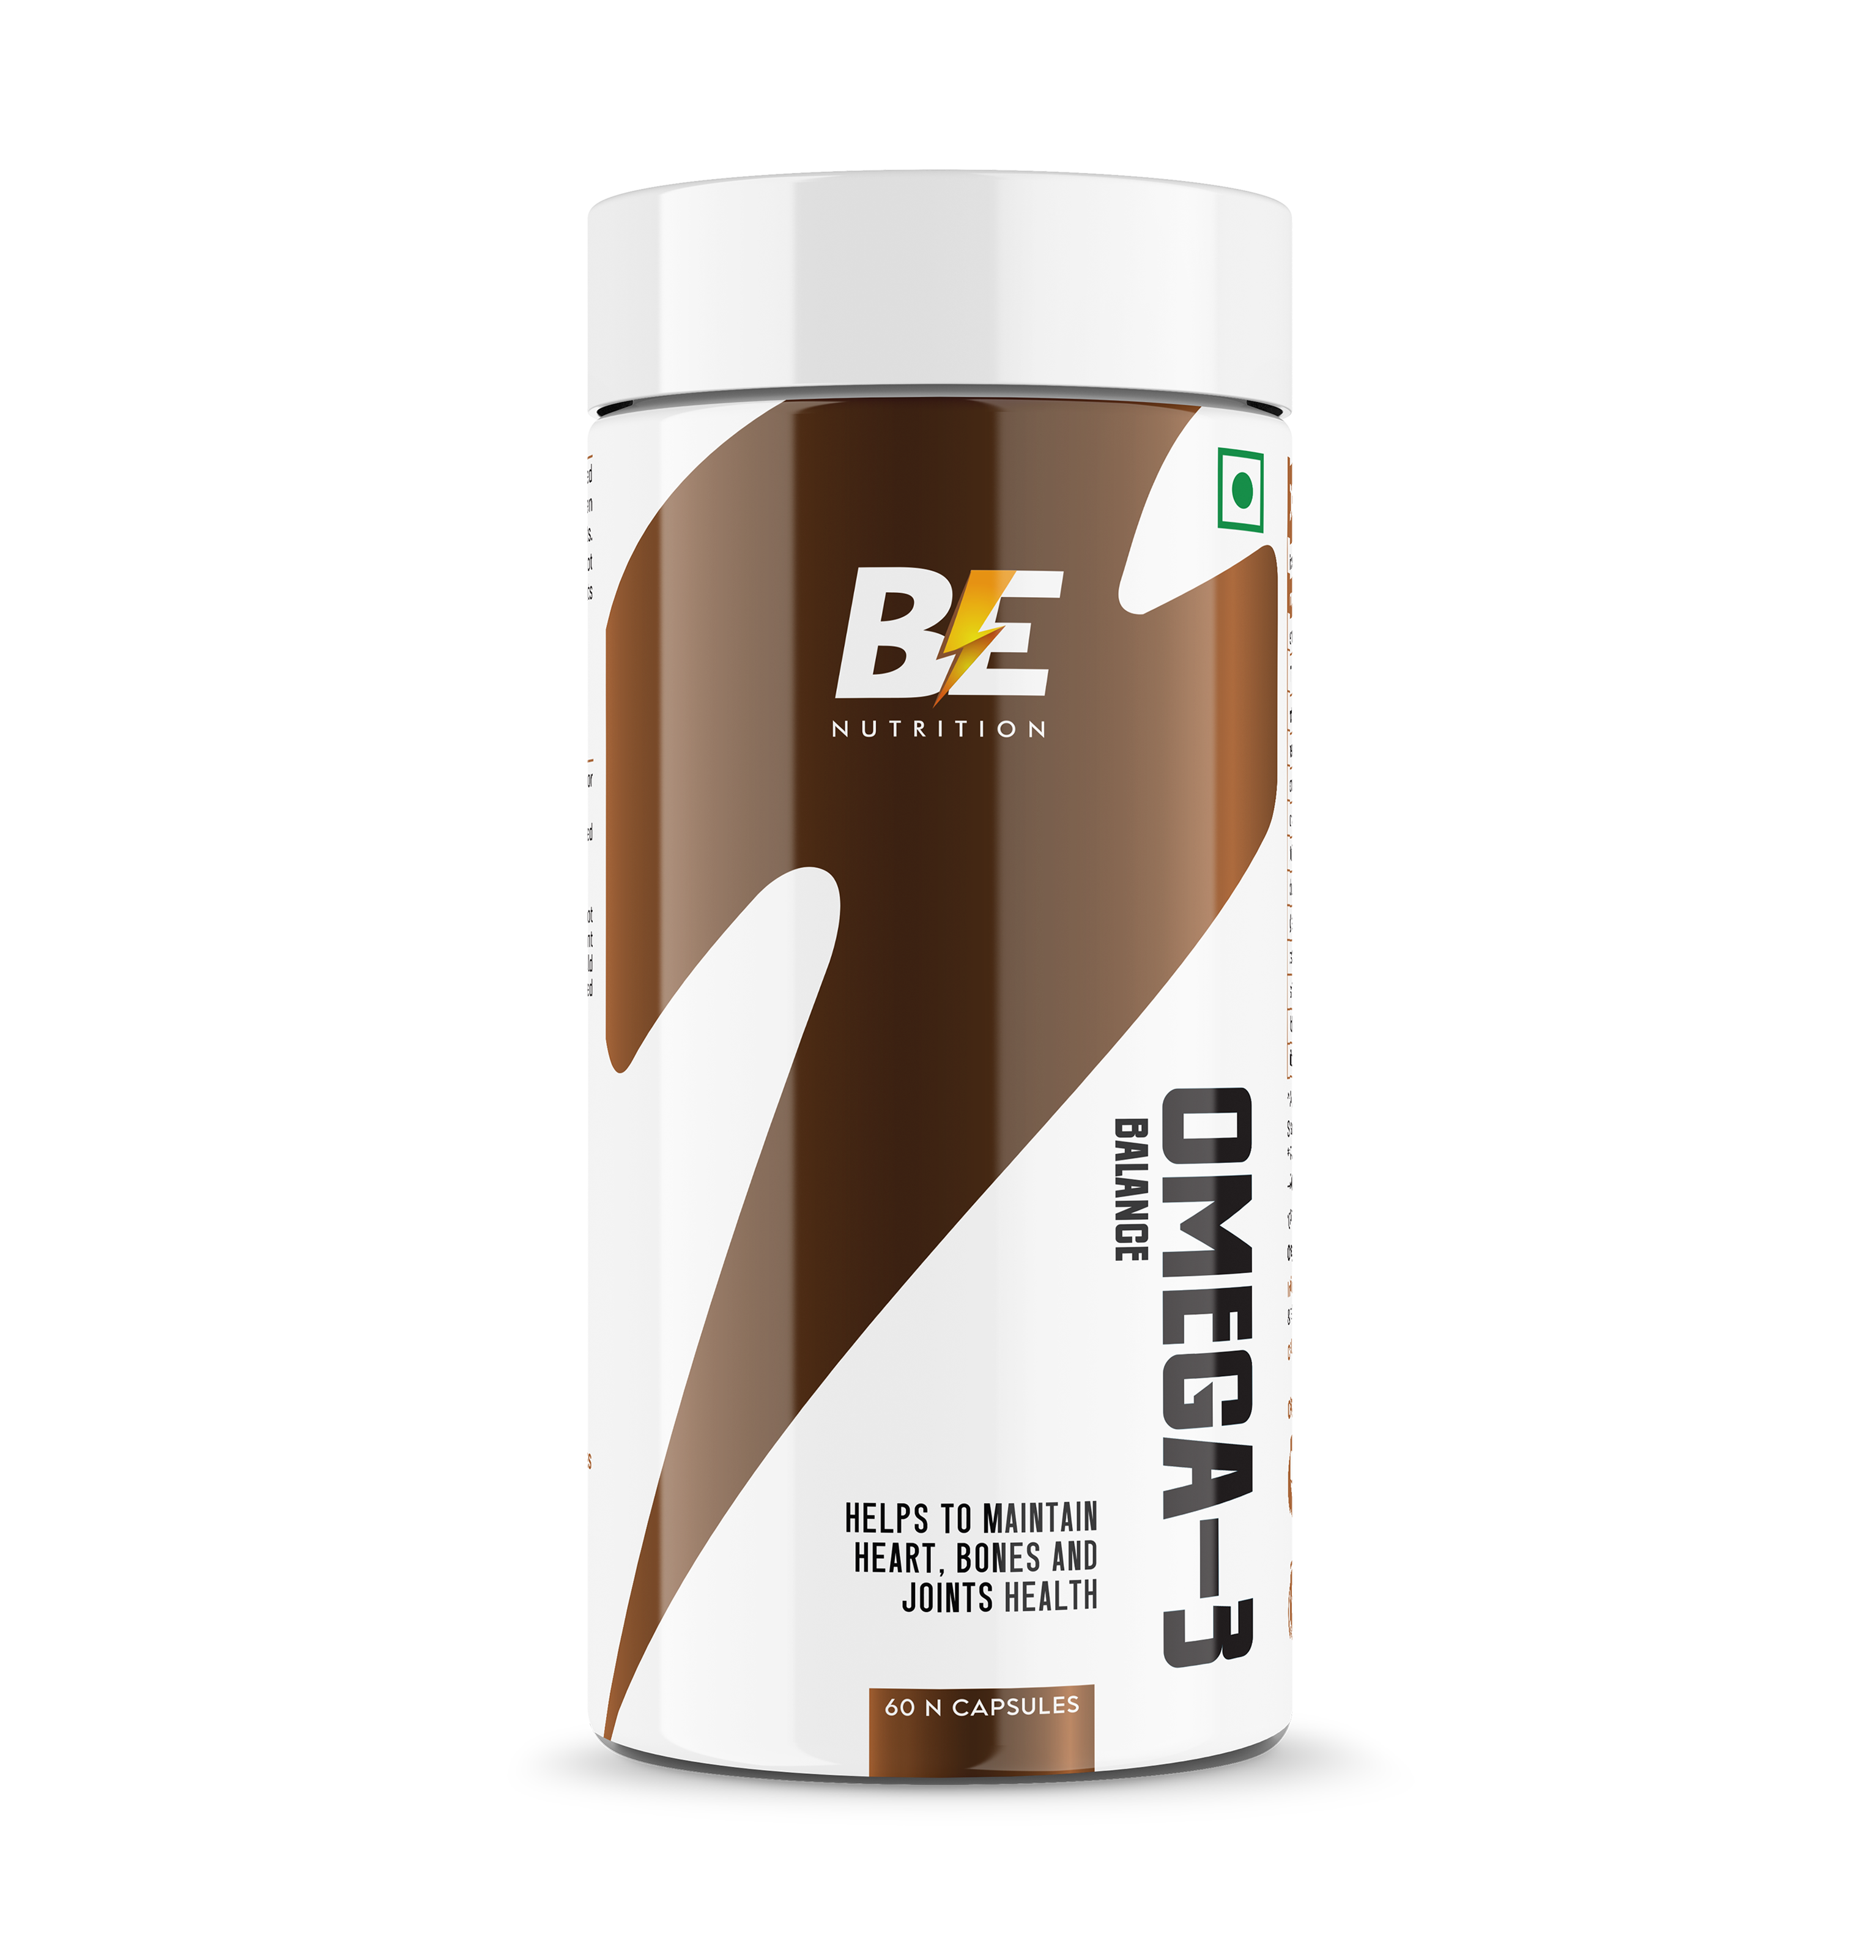 BE
NUTRITION
OMEGA-3
BALANCE
HELPS TO MAINTAIN
HEART, BONES AND
JOINTS HEALTH
60 N CAPSULES